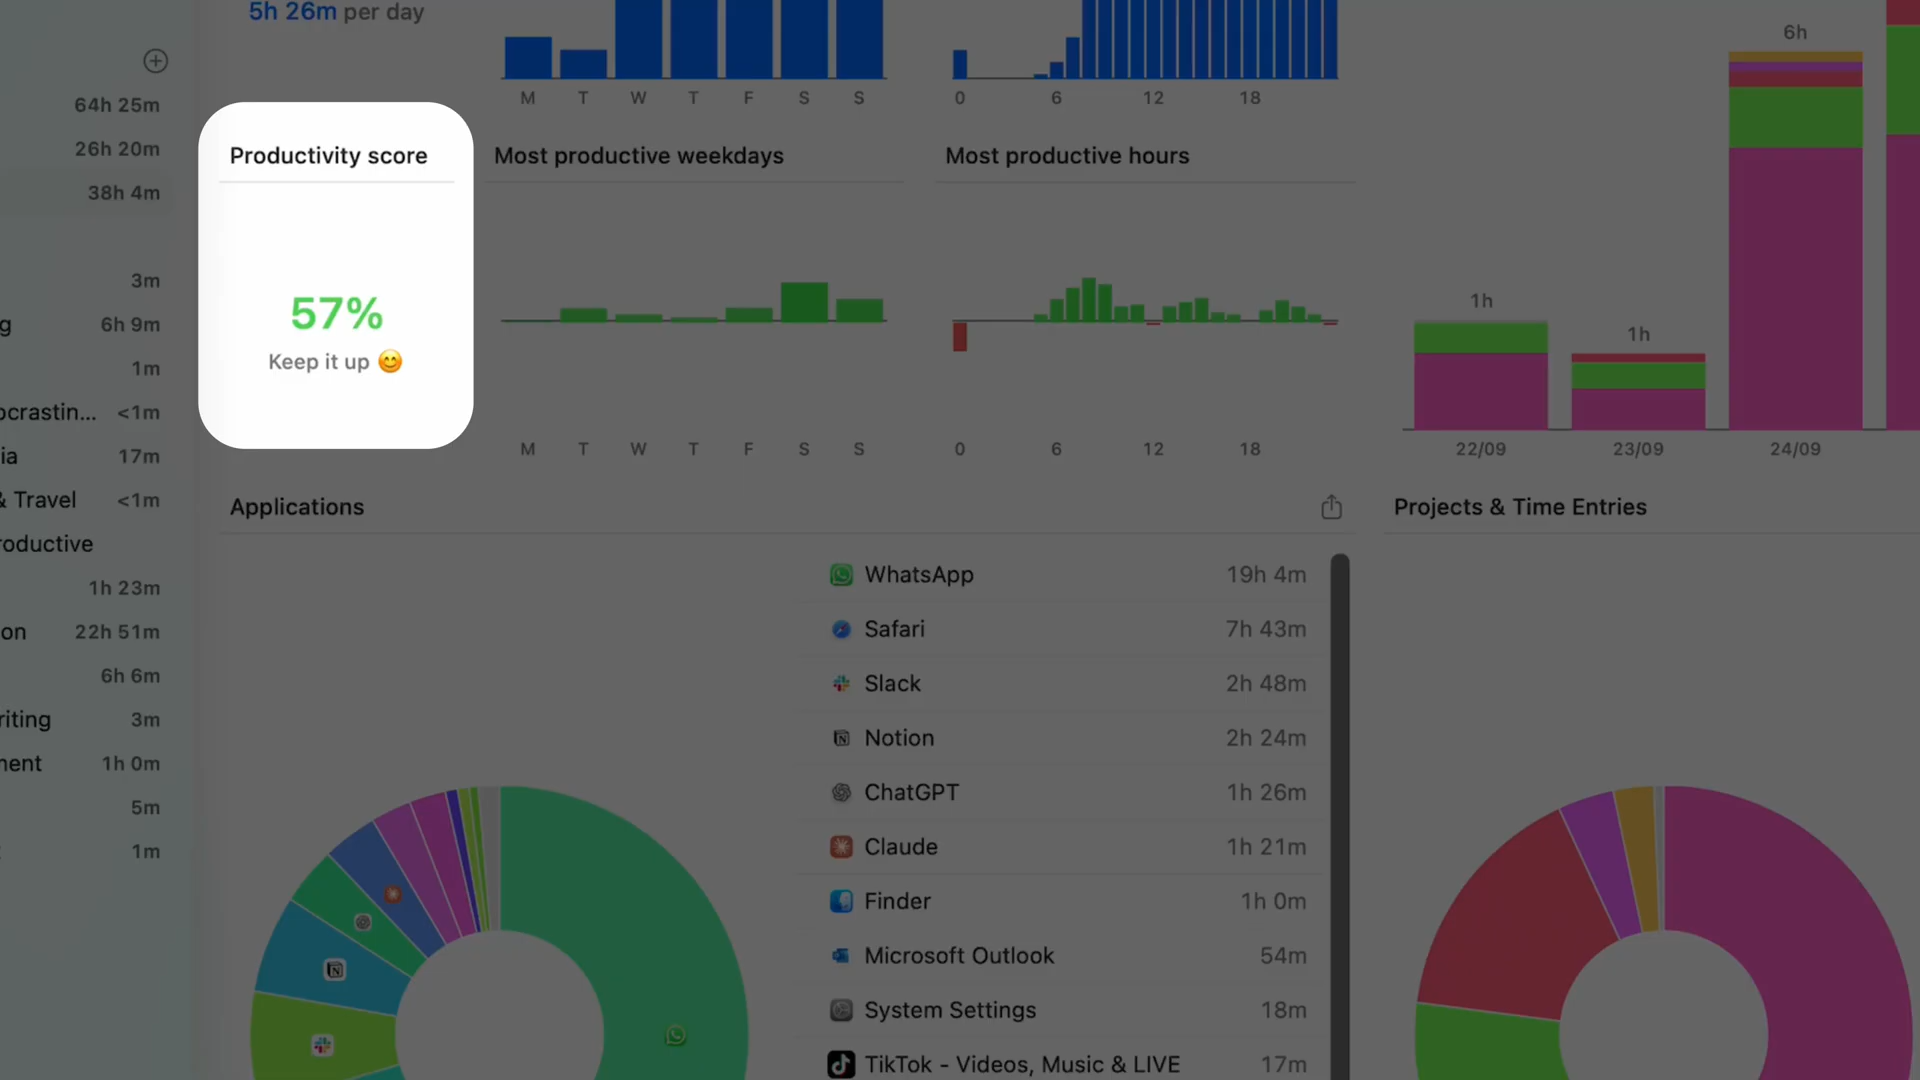 5h 26m per day
M T W T F S S
0 6 12 18
6h
64h 25m
26h 20m
38h 4m
Productivity score
57%
Keep it up 😊
Most productive weekdays
M T W T F S S
Most productive hours
0 6 12 18
1h
1h
22/09 23/09 24/09
3m
g 6h 9m
1m
ocrastin... <1m
ia 17m
& Travel <1m
roductive
1h 23m
on 22h 51m
6h 6m
riting 3m
nent 1h 0m
5m
1m
Applications
WhatsApp 19h 4m
Safari 7h 43m
Slack 2h 48m
Notion 2h 24m
ChatGPT 1h 26m
Claude 1h 21m
Finder 1h 0m
Microsoft Outlook 54m
System Settings 18m
TikTok - Videos, Music & LIVE 17m
Projects & Time Entries